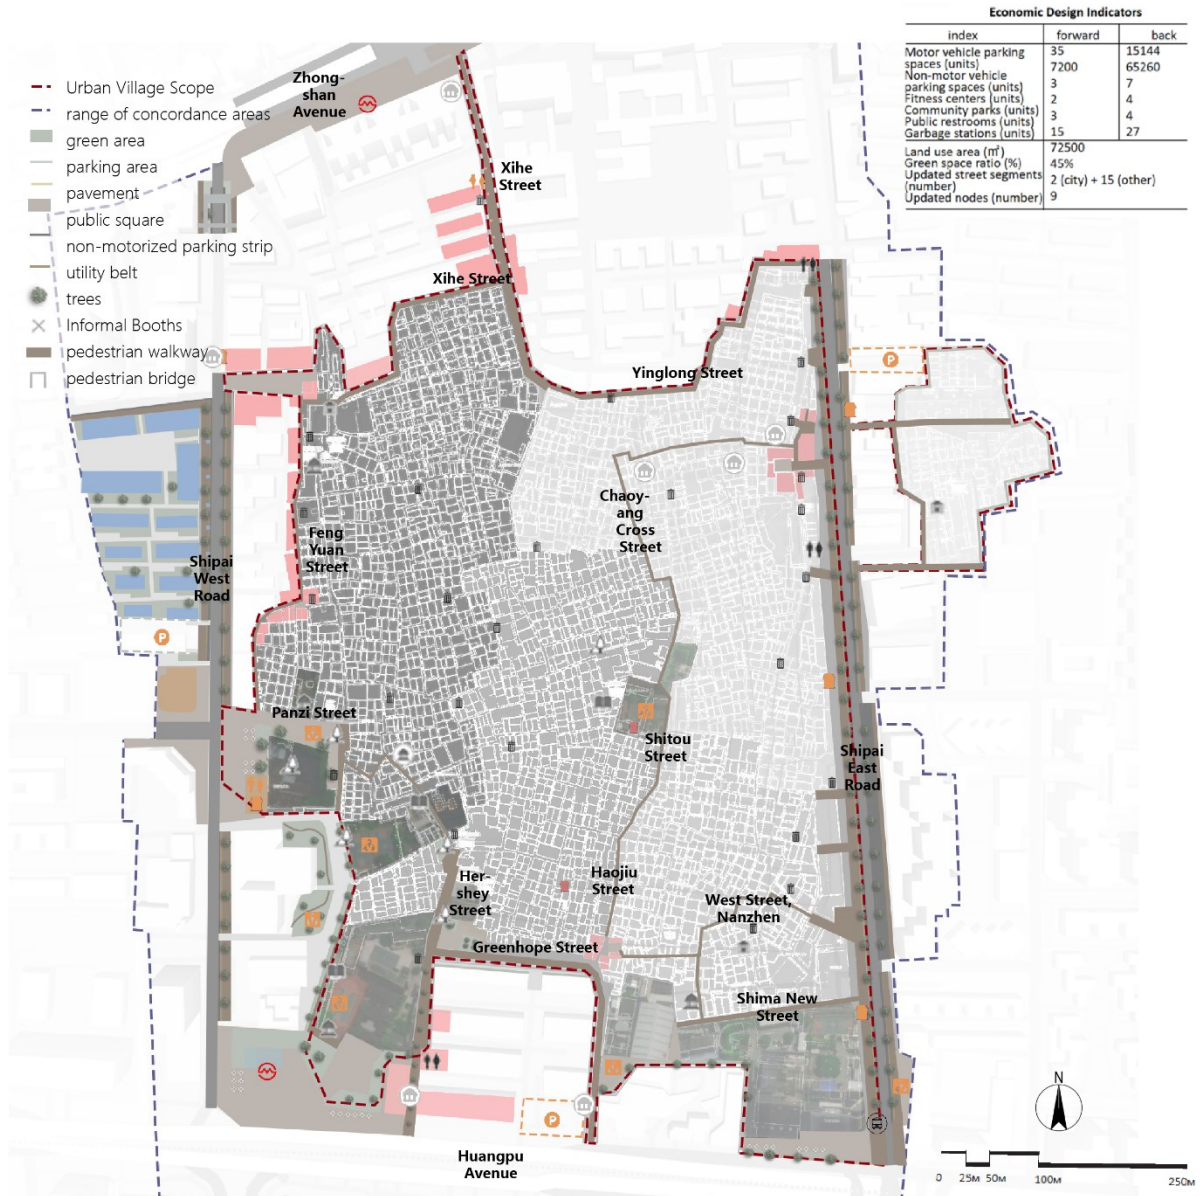 Economic Design Indicators
index forward back
Motor vehicle parking 35 15144
spaces (units) 7200 65260
Non-motor vehicle
parking spaces (units) 3 7
Fitness centers (units) 2 4
Community parks (units) 3 4
Public restrooms (units)
Garbage stations (units) 15 27
Land use area (㎡) 72500
Green space ratio (%) 45%
Updated street segments
(number) 2 (city) + 15 (other)
Updated nodes (number) 9
Urban Village Scope
range of concordance areas
green area
parking area
pavement
public square
non-motorized parking strip
utility belt
trees
Informal Booths
pedestrian walkway
pedestrian bridge
Zhong-
shan
Avenue
Xihe
Street
Xihe Street
Yinglong Street
P
Chaoy-
ang
Cross
Street
Feng
Yuan
Street
Shipai
West
Road
P
Panzi Street
Shitou
Street
Shipai
East
Road
Her-
shey
Street
Haojiu
Street
West Street,
Nanzhen
Greenhope Street
Shima New
Street
P
Huangpu
Avenue
N
0 25M 50M 100M 250M